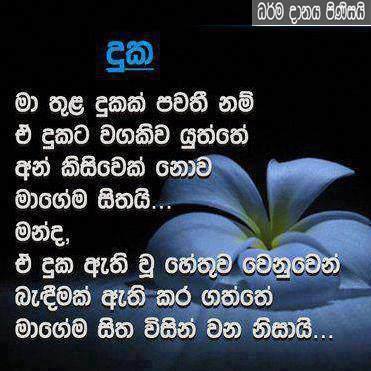 ධර්ම දානය පිණිසයි
දුක
මා තුළ දුකක් පවතී නම්
ඒ දුකට වගකිව යුත්තේ
අන් කිසිවෙක් නොව
මාගේම සිතයි...
මන්ද,
ඒ දුක ඇති වූ හේතුව වෙනුවෙන්
බැඳීමක් ඇති කර ගත්තේ
මාගේම සිත විසින් වන නිසායි...